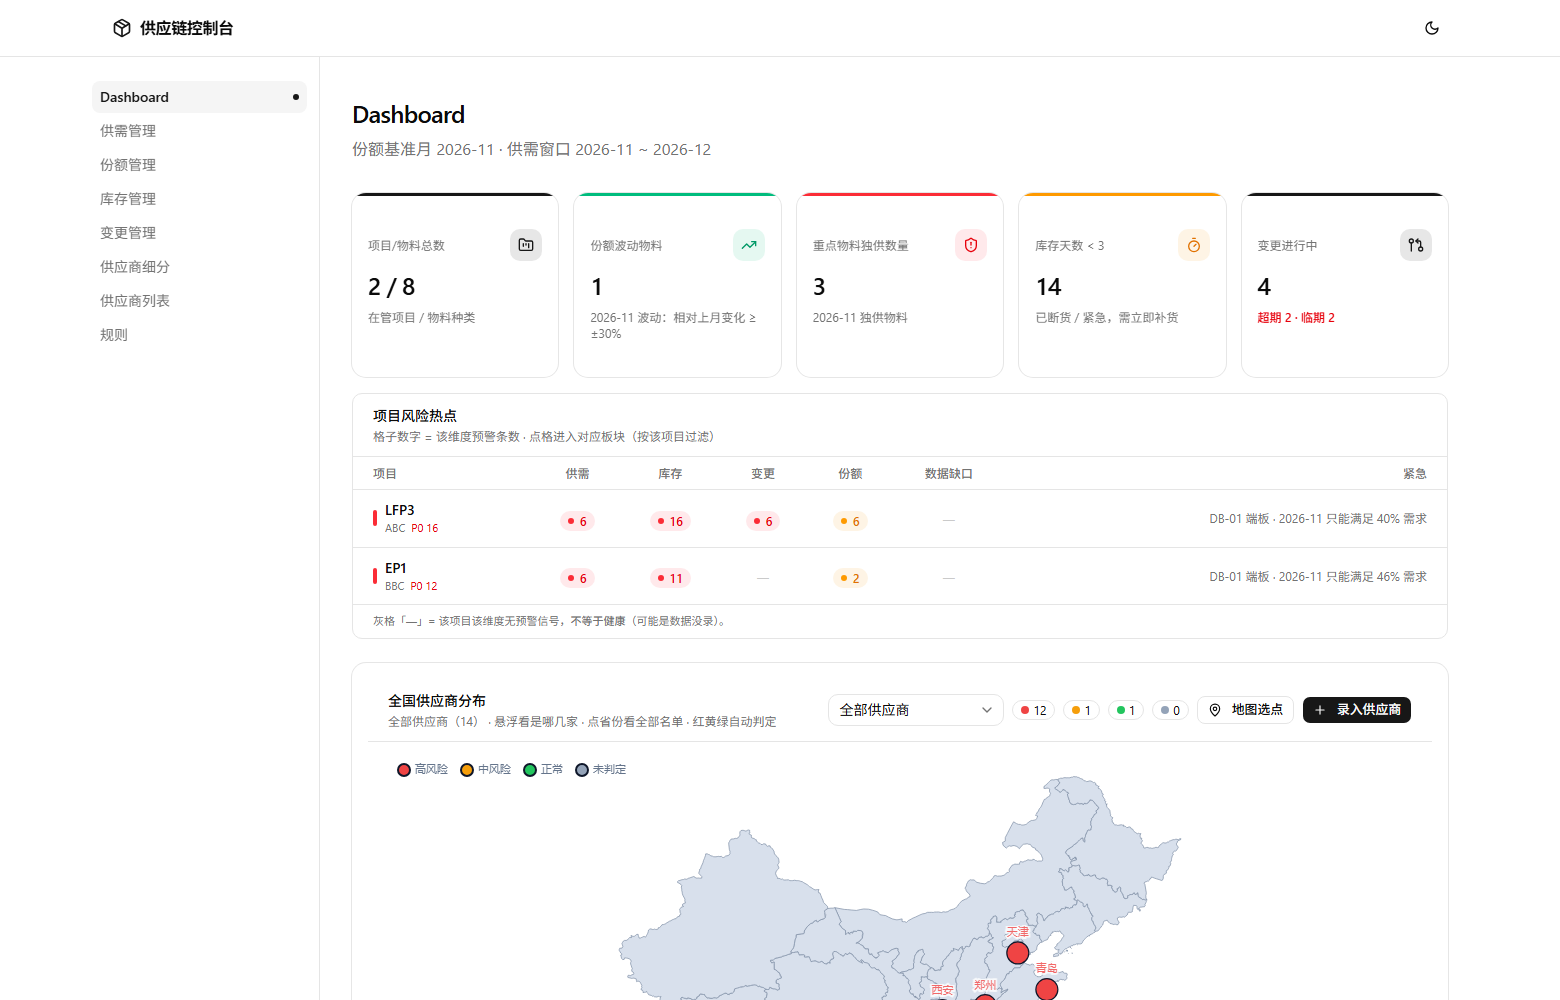 供应链控制台
Dashboard
供需管理
份额管理
库存管理
变更管理
供应商细分
供应商列表
规则
Dashboard
份额基准月 2026-11 · 供需窗口 2026-11 ~ 2026-12
项目/物料总数
2 / 8
在管项目 / 物料种类
份额波动物料
1
2026-11 波动：相对上月变化 ≥
±30%
重点物料独供数量
3
2026-11 独供物料
库存天数 < 3
14
已断货 / 紧急，需立即补货
变更进行中
4
超期 2 · 临期 2
项目风险热点
格子数字 = 该维度预警条数 · 点格进入对应板块（按该项目过滤）
项目 供需 库存 变更 份额 数据缺口 紧急
LFP3
ABC P0 16
6 16 6 6 — DB-01 端板 · 2026-11 只能满足 40% 需求
EP1
BBC P0 12
6 11 — 2 — DB-01 端板 · 2026-11 只能满足 46% 需求
灰格「—」= 该项目该维度无预警信号，不等于健康（可能是数据没录）。
全国供应商分布
全部供应商（14） · 悬浮看是哪几家 · 点省份看全部名单 · 红黄绿自动判定
全部供应商 12 1 1 0 地图选点 录入供应商
高风险 中风险 正常 未判定
天津
青岛
郑州
西安